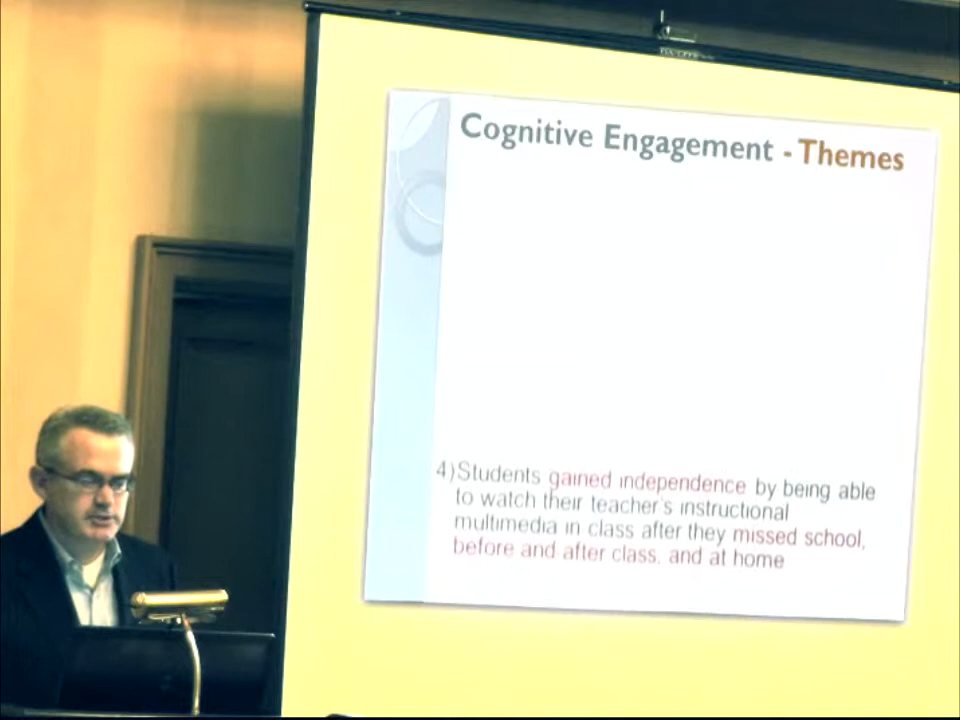 Cognitive Engagement - Themes
4) Students gained independence by being able
to watch their teacher's instructional
multimedia in class after they missed school,
before and after class, and at home